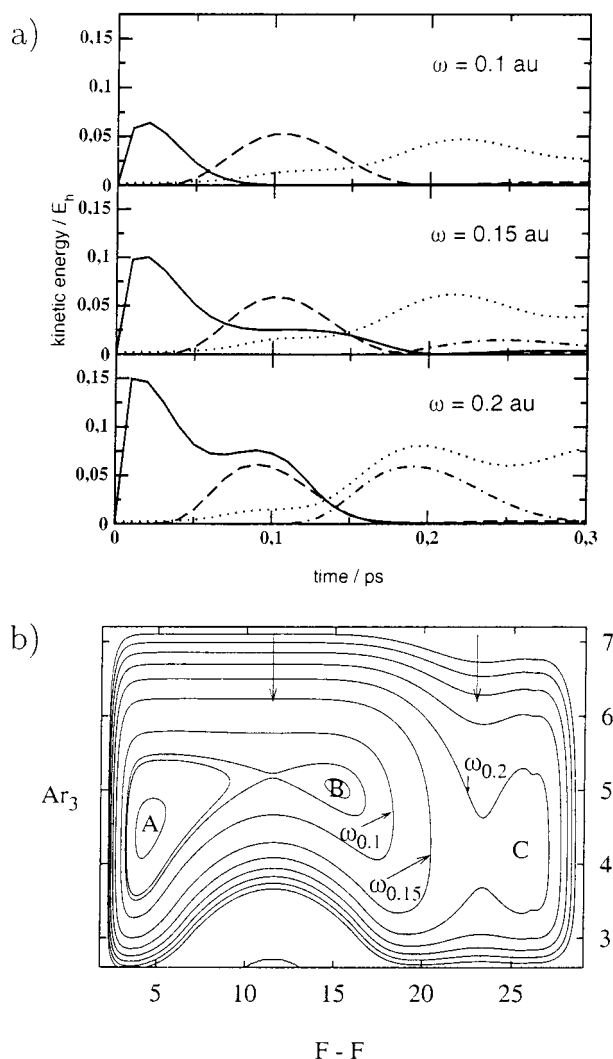 a)
0,15
0,1
0,05
0
ω = 0.1 au
0,15
0,1
0,05
0
ω = 0.15 au
0,15
0,1
0,05
0
ω = 0.2 au
kinetic energy / E_h
0 0,1 0,2 0,3
time / ps
b)
7
6
5
4
3
Ar₃
A
B
C
ω₀.₁
ω₀.₁₅
ω₀.₂
5 10 15 20 25
F - F